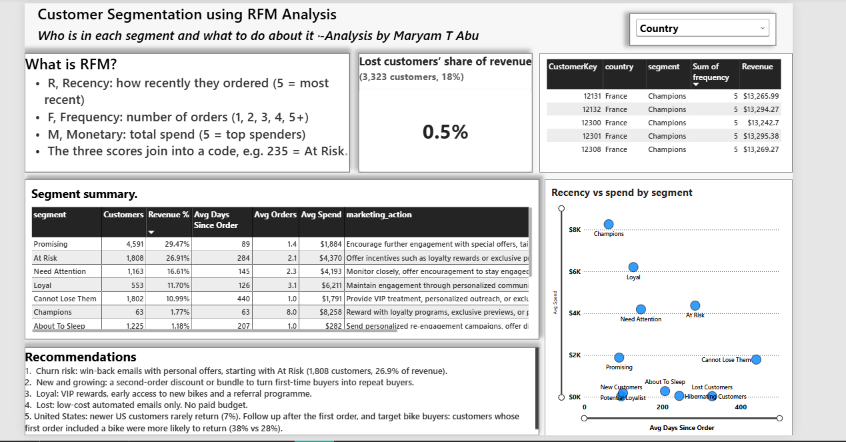 Customer Segmentation using RFM Analysis
Who is in each segment and what to do about it --Analysis by Maryam T Abu
Country
What is RFM?
• R, Recency: how recently they ordered (5 = most
recent)
• F, Frequency: number of orders (1, 2, 3, 4, 5+)
• M, Monetary: total spend (5 = top spenders)
• The three scores join into a code, e.g. 235 = At Risk.
Lost customers’ share of revenue
(3,323 customers, 18%)
0.5%
CustomerKey country segment Sum of frequency Revenue
12131 France Champions 5 $13,265.99
12132 France Champions 5 $13,294.27
12300 France Champions 5 $13,242.7
12301 France Champions 5 $13,295.38
12308 France Champions 5 $13,269.27
Segment summary.
segment Customers Revenue % Avg Days Since Order Avg Orders Avg Spend marketing_action
Promising 4,591 29.47% 89 1.4 $1,884 Encourage further engagement with special offers, tai
At Risk 1,808 26.91% 284 2.1 $4,370 Offer incentives such as loyalty rewards or exclusive p
Need Attention 1,163 16.61% 145 2.3 $4,193 Monitor closely, offer encouragement to stay engaged
Loyal 553 11.70% 126 3.1 $6,211 Maintain engagement through personalized communi
Cannot Lose Them 1,802 10.99% 440 1.0 $1,791 Provide VIP treatment, personalized outreach, or exclu
Champions 63 1.77% 63 8.0 $8,258 Reward with loyalty programs, exclusive previews, or p
About To Sleep 1,225 1.18% 207 1.0 $282 Send personalized re-engagement campaigns, offer di
Recency vs spend by segment
Avg Spend
$8K
$6K
$4K
$2K
$0K
Champions
Loyal
Need Attention
At Risk
Promising
Cannot Lose Them
New Customers
About To Sleep
Lost Customers
Potential Loyalist
Hibernating Customers
0 200 400
Avg Days Since Order
Recommendations
1. Churn risk: win-back emails with personal offers, starting with At Risk (1,808 customers, 26.9% of revenue).
2. New and growing: a second-order discount or bundle to turn first-time buyers into repeat buyers.
3. Loyal: VIP rewards, early access to new bikes and a referral programme.
4. Lost: low-cost automated emails only. No paid budget.
5. United States: newer US customers rarely return (7%). Follow up after the first order, and target bike buyers: customers whose
first order included a bike were more likely to return (38% vs 28%).